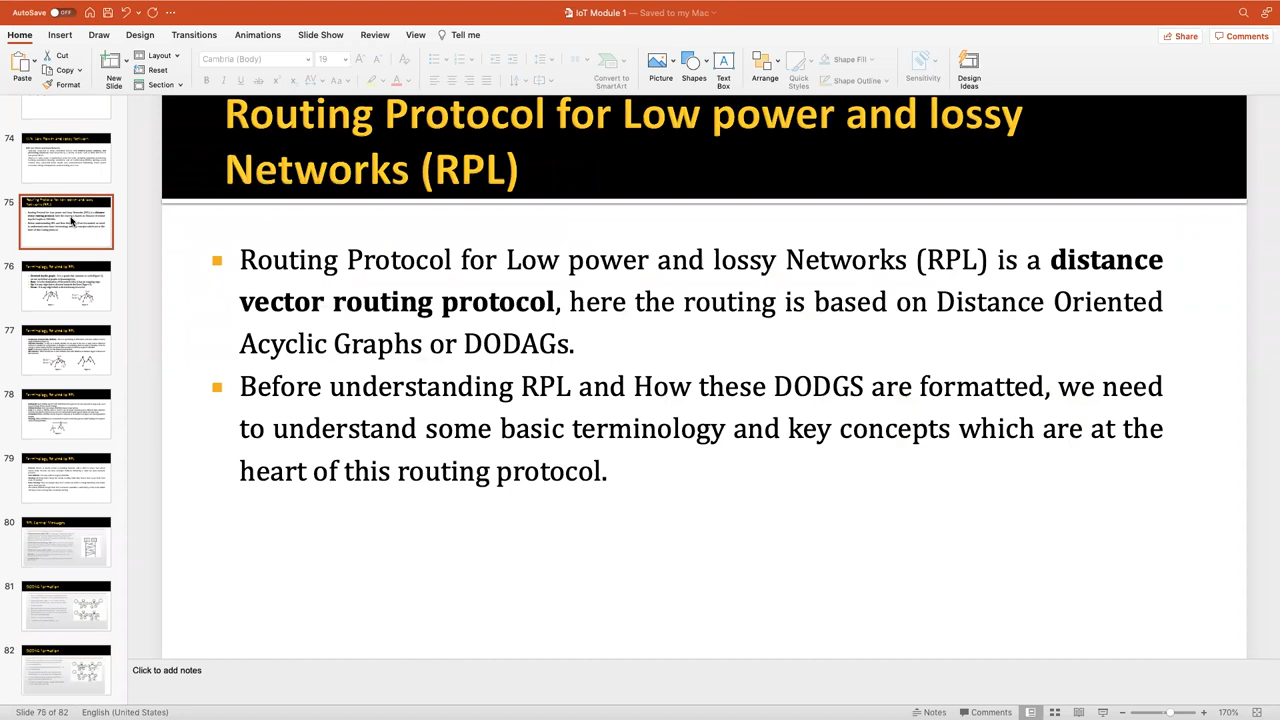 AutoSave OFF
IoT Module 1 — Saved to my Mac
Home Insert Draw Design Transitions Animations Slide Show Review View Tell me
Share Comments
Paste
Cut
Copy
Format
New Slide
Layout
Reset
Section
Cambria (Body) 19
Convert to SmartArt
Picture
Shapes
Text Box
Arrange
Quick Styles
Shape Fill
Shape Outline
Sensitivity
Design Ideas
74
75
76
77
78
79
80
81
82
Routing Protocol for Low power and lossy
Networks (RPL)
Routing Protocol for Low power and lossy Networks (RPL) is a distance
vector routing protocol, here the routing is based on Distance Oriented
Acyclic Graphs or DODAGs.
Before understanding RPL and How these DODGS are formatted, we need
to understand some basic terminology and key concepts which are at the
heart of this routing protocol.
Click to add notes
Slide 75 of 82 English (United States)
Notes Comments 170%